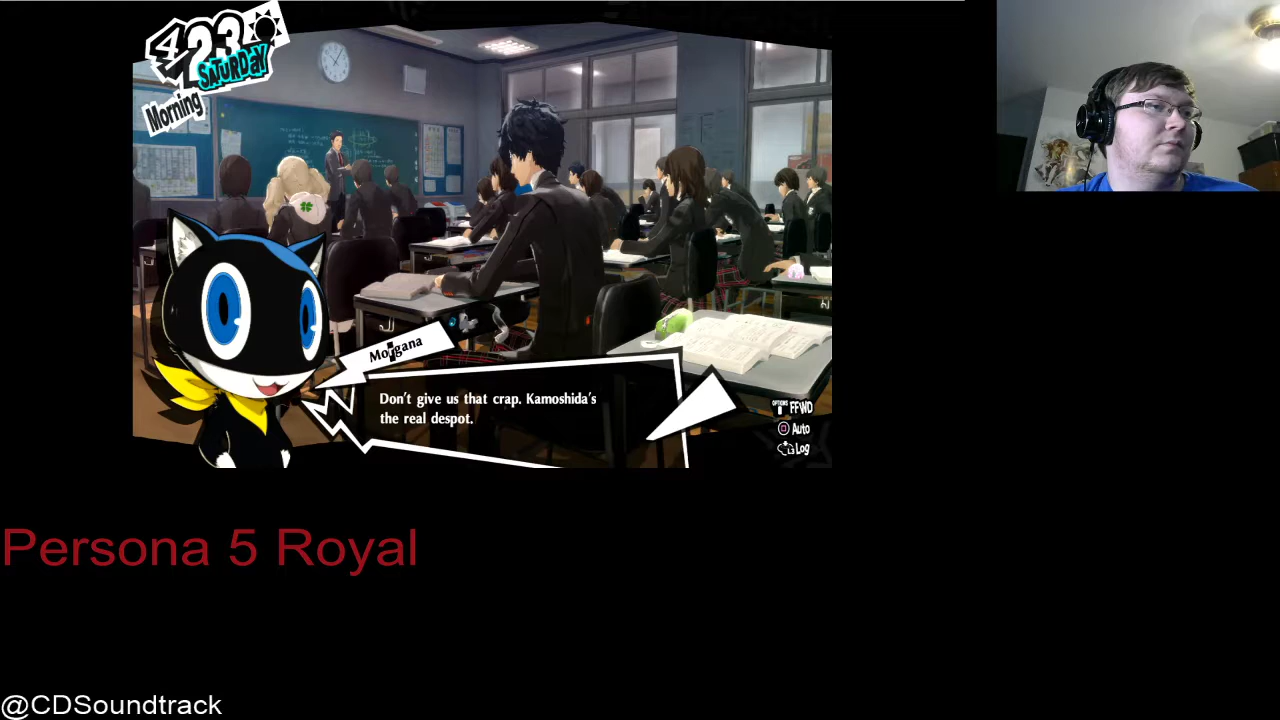 4 23
SATURDAY
Morning
Morgana
Don't give us that crap. Kamoshida's
the real despot.
OPTIONS FFWD
Auto
Log
Persona 5 Royal
@CDSoundtrack